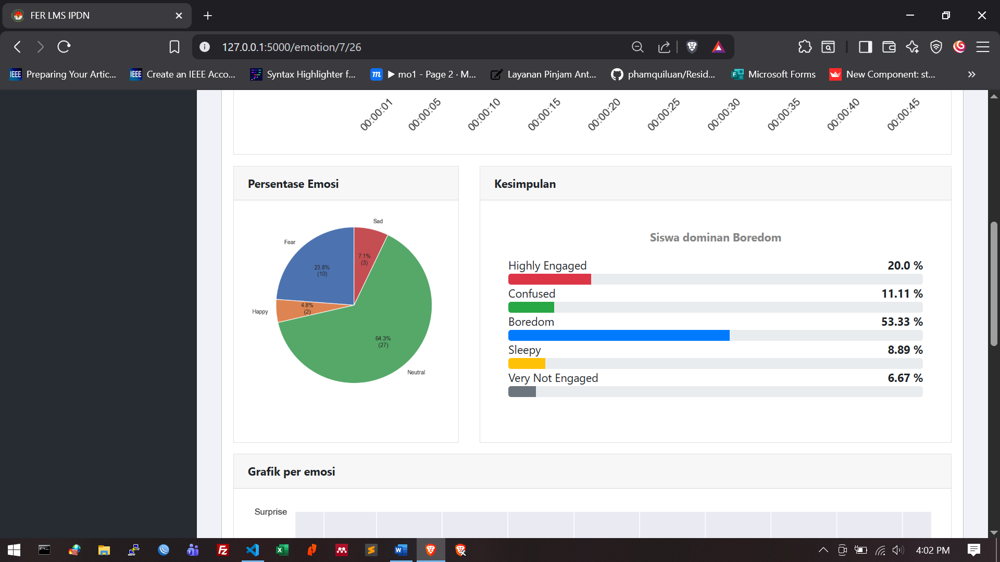 FER LMS IPDN
127.0.0.1:5000/emotion/7/26
IEEE Preparing Your Artic...
IEEE Create an IEEE Acco...
Syntax Highlighter f...
m ▶ mo1 - Page 2 · M...
Layanan Pinjam Ant...
phamquiluan/Resid...
Microsoft Forms
New Component: st...
»
00:00:01
00:00:05
00:00:10
00:00:15
00:00:20
00:00:25
00:00:30
00:00:35
00:00:40
00:00:45
Persentase Emosi
Sad
7.1%
(3)
Fear
23.8%
(10)
Happy
4.8%
(2)
64.3%
(27)
Neutral
Kesimpulan
Siswa dominan Boredom
Highly Engaged 20.0 %
Confused 11.11 %
Boredom 53.33 %
Sleepy 8.89 %
Very Not Engaged 6.67 %
Grafik per emosi
Surprise
4:02 PM